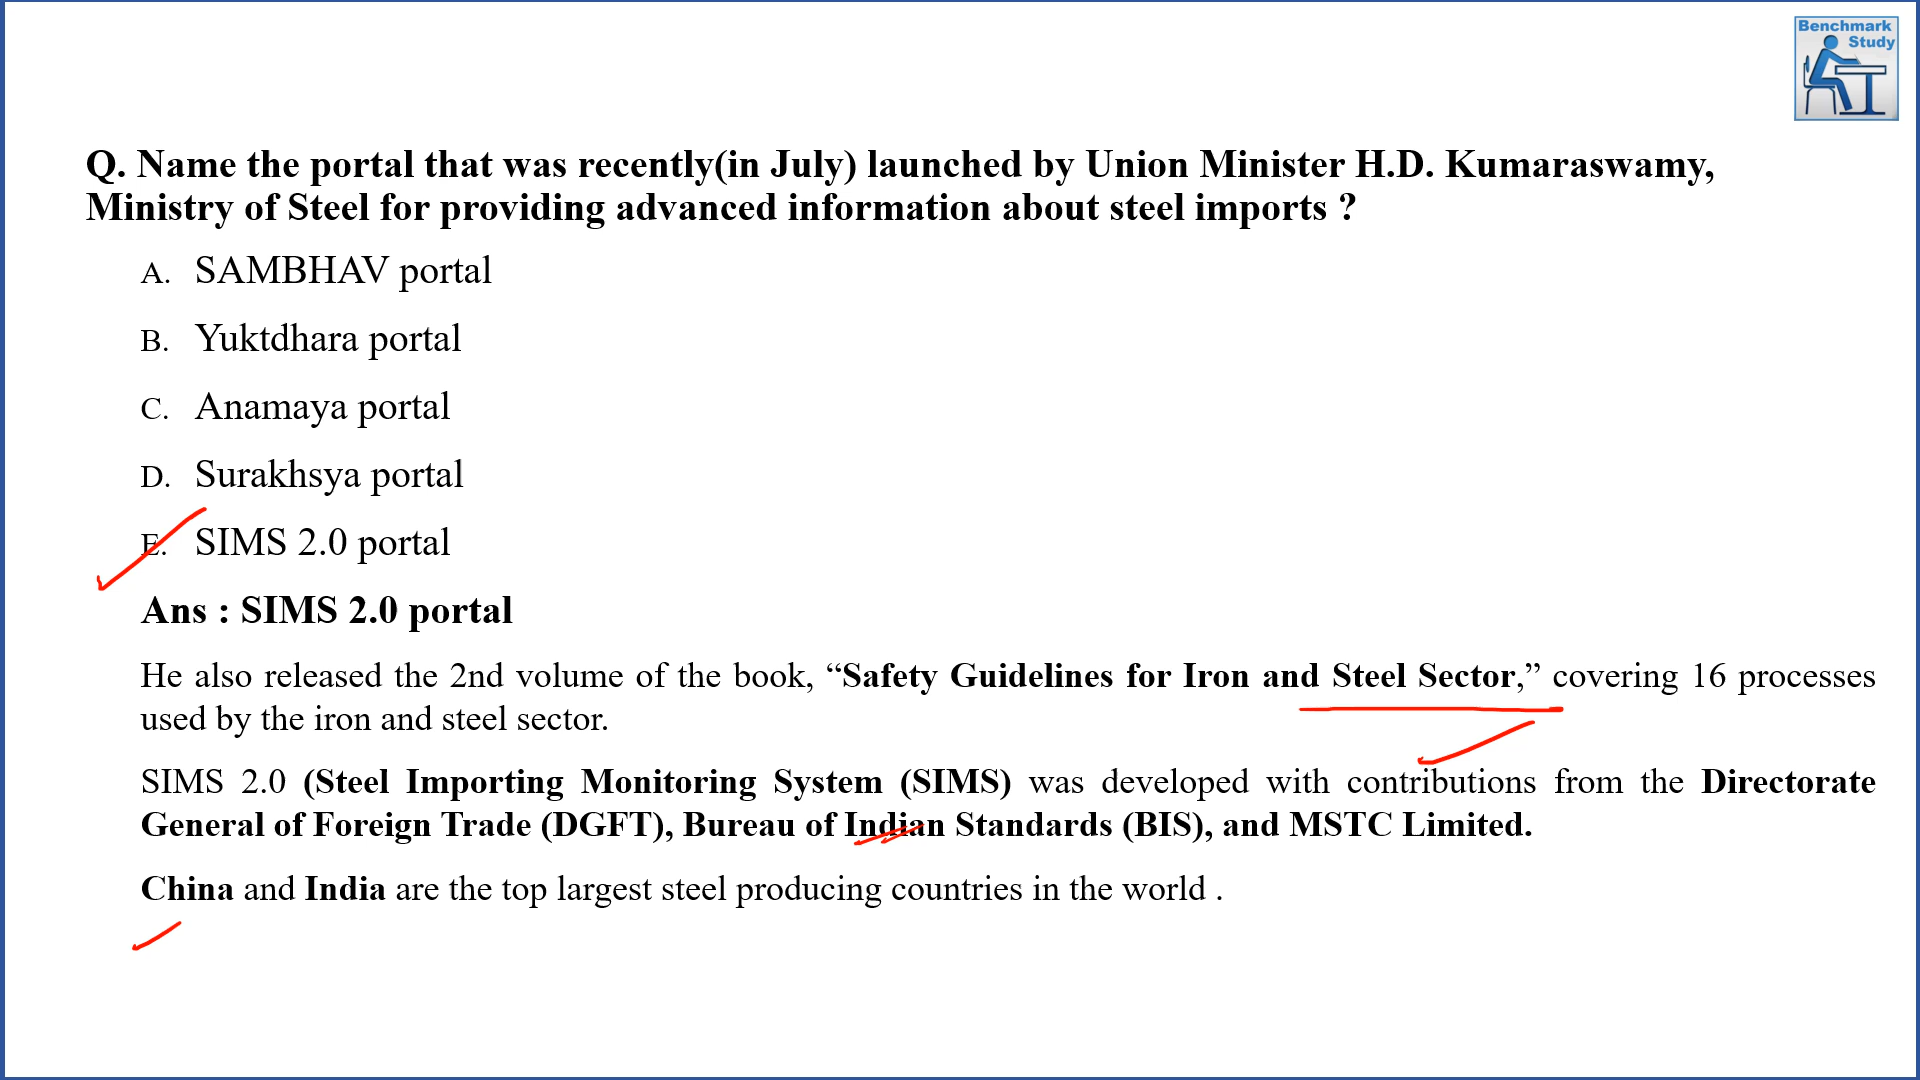 Benchmark
Study
Q. Name the portal that was recently(in July) launched by Union Minister H.D. Kumaraswamy,
Ministry of Steel for providing advanced information about steel imports ?
A. SAMBHAV portal
B. Yuktdhara portal
C. Anamaya portal
D. Surakhsya portal
E. SIMS 2.0 portal
Ans : SIMS 2.0 portal
He also released the 2nd volume of the book, “Safety Guidelines for Iron and Steel Sector,” covering 16 processes
used by the iron and steel sector.
SIMS 2.0 (Steel Importing Monitoring System (SIMS) was developed with contributions from the Directorate
General of Foreign Trade (DGFT), Bureau of Indian Standards (BIS), and MSTC Limited.
China and India are the top largest steel producing countries in the world .